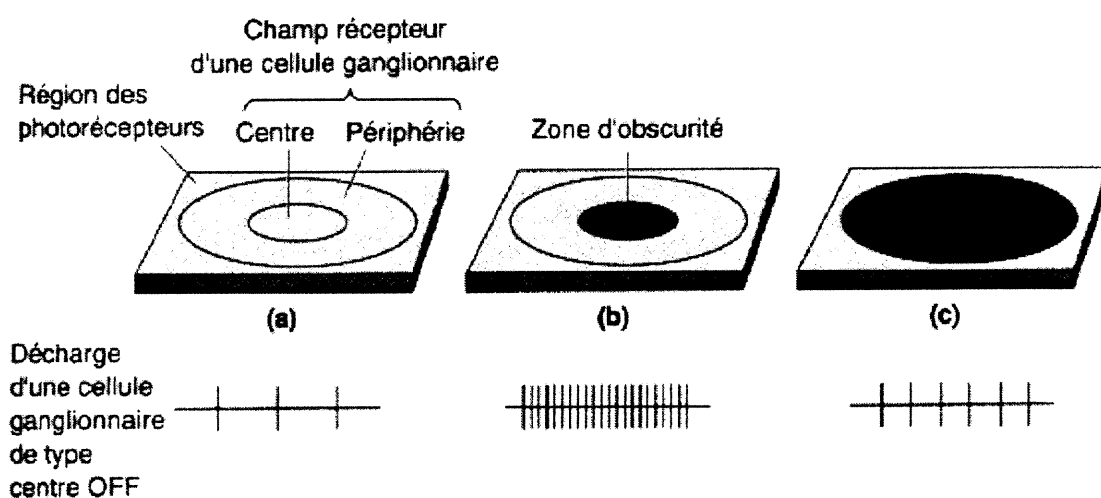 Champ récepteur
d'une cellule ganglionnaire
Région des
photorécepteurs
Centre
Périphérie
Zone d'obscurité
(a)
(b)
(c)
Décharge
d'une cellule
ganglionnaire
de type
centre OFF